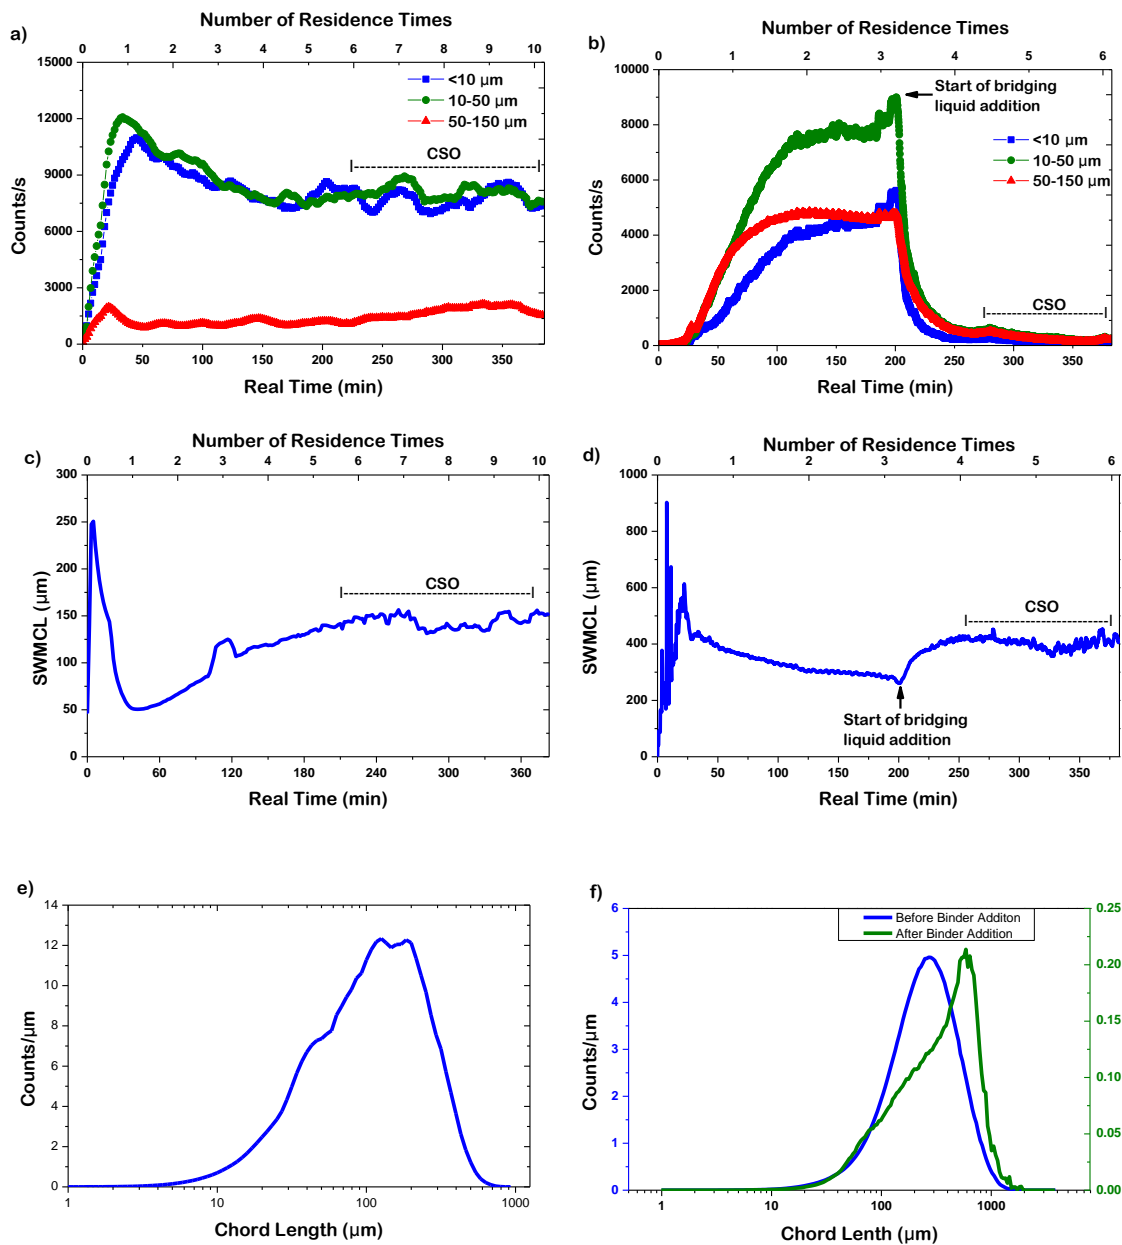 a)
Number of Residence Times
0 1 2 3 4 5 6 7 8 9 10
15000
12000
9000
6000
3000
0
Counts/s
<10 µm
10-50 µm
50-150 µm
CSO
0 50 100 150 200 250 300 350
Real Time (min)
b)
Number of Residence Times
0 1 2 3 4 5 6
10000
8000
6000
4000
2000
0
Counts/s
Start of bridging
liquid addition
<10 µm
10-50 µm
50-150 µm
CSO
0 50 100 150 200 250 300 350
Real Time (min)
c)
Number of Residence Times
0 1 2 3 4 5 6 7 8 9 10
300
250
200
150
100
50
0
SWMCL (µm)
CSO
0 60 120 180 240 300 360
Real Time (min)
d)
Number of Residence Times
0 1 2 3 4 5 6
1000
800
600
400
200
0
SWMCL (µm)
CSO
Start of bridging
liquid addition
0 50 100 150 200 250 300 350
Real Time (min)
e)
14
12
10
8
6
4
2
0
Counts/µm
1 10 100 1000
Chord Length (µm)
f)
6
5
4
3
2
1
0
Counts/µm
Before Binder Additon
After Binder Addition
0.25
0.20
0.15
0.10
0.05
0.00
1 10 100 1000
Chord Lenth (µm)